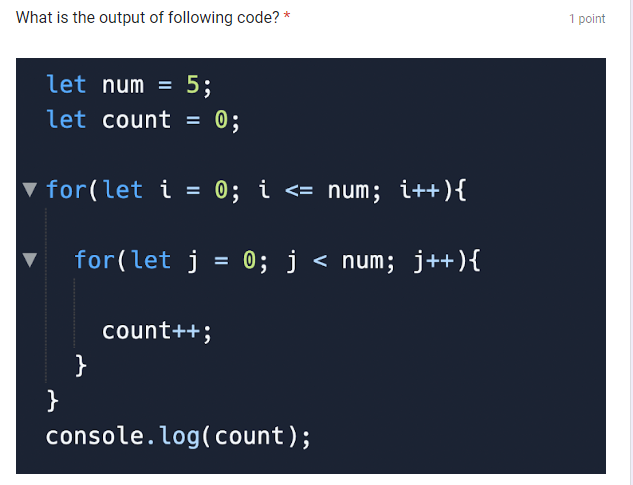 What is the output of following code? *
1 point
let num = 5;
let count = 0;
for(let i = 0; i <= num; i++){
for(let j = 0; j < num; j++){
count++;
}
}
console.log(count);